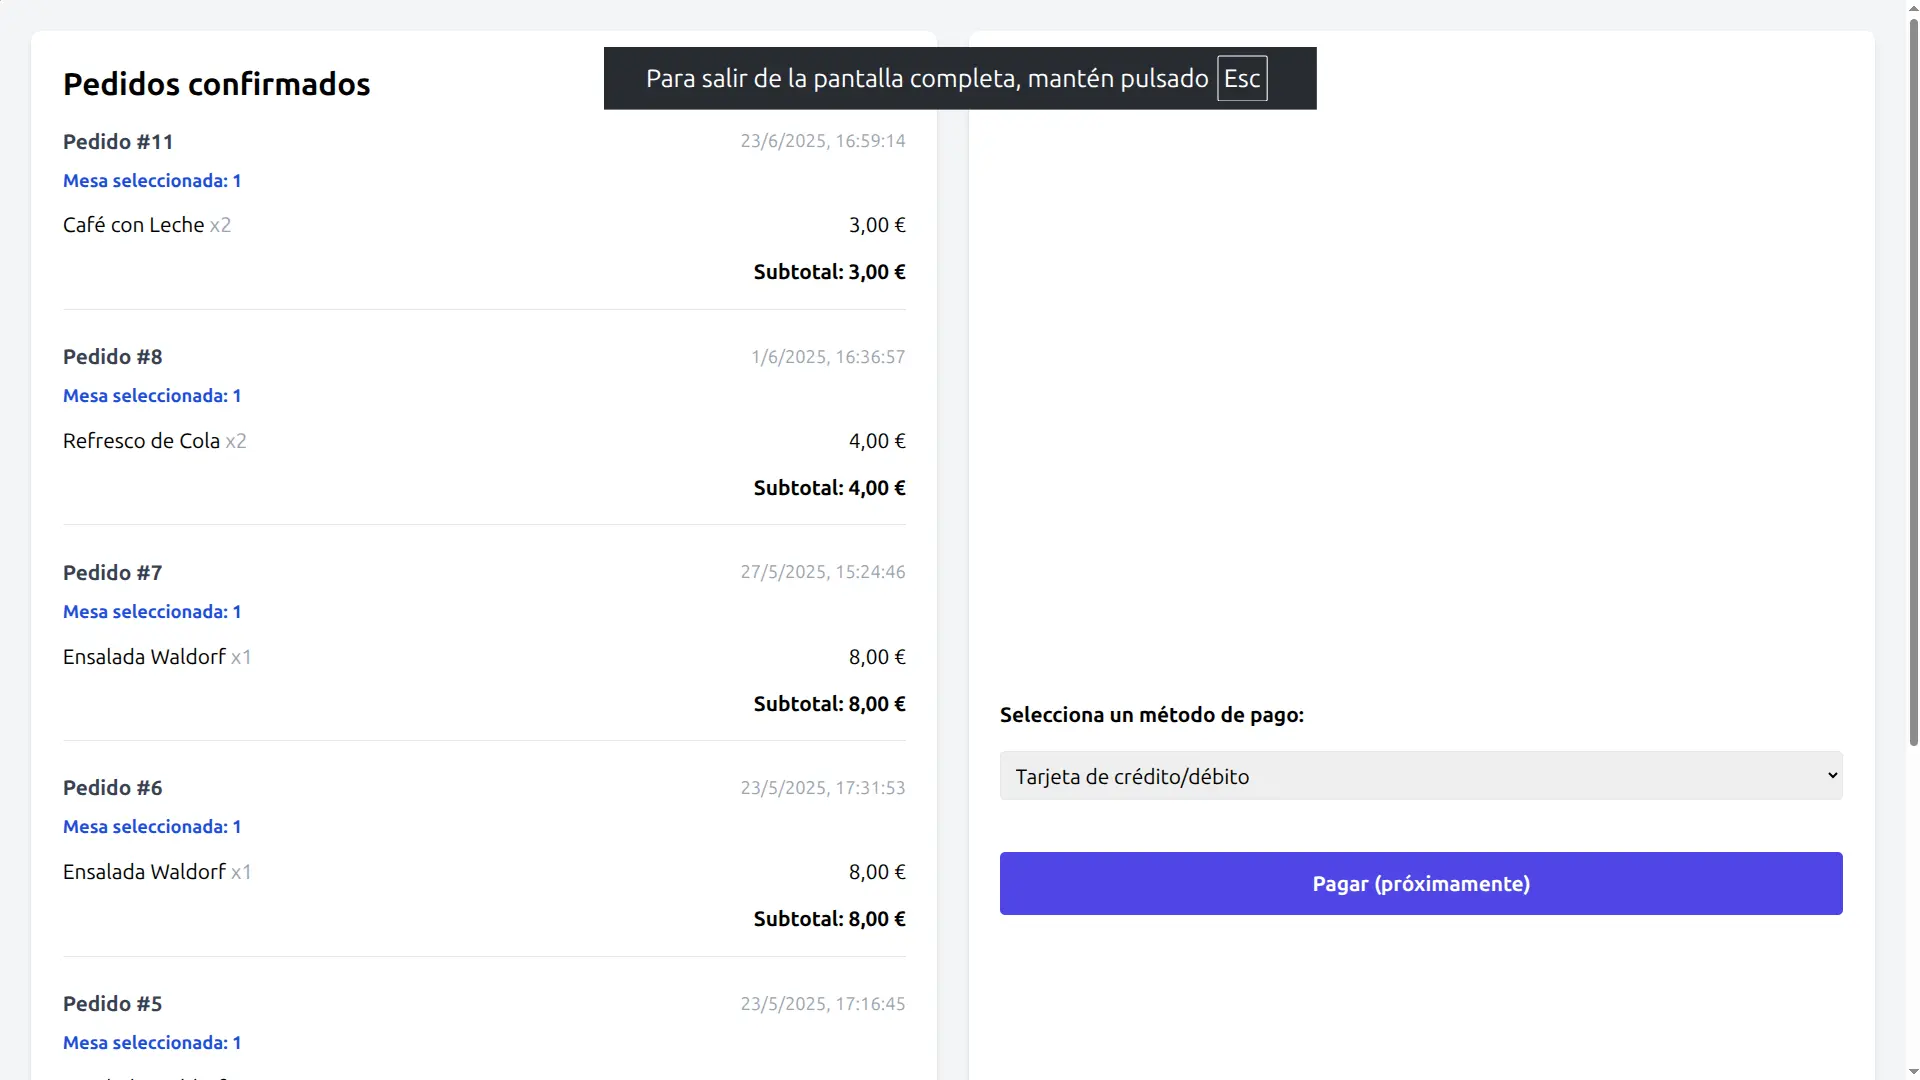 Para salir de la pantalla completa, mantén pulsado Esc
Pedidos confirmados
Pedido #11
23/6/2025, 16:59:14
Mesa seleccionada: 1
Café con Leche x2
3,00 €
Subtotal: 3,00 €
Pedido #8
1/6/2025, 16:36:57
Mesa seleccionada: 1
Refresco de Cola x2
4,00 €
Subtotal: 4,00 €
Pedido #7
27/5/2025, 15:24:46
Mesa seleccionada: 1
Ensalada Waldorf x1
8,00 €
Subtotal: 8,00 €
Pedido #6
23/5/2025, 17:31:53
Mesa seleccionada: 1
Ensalada Waldorf x1
8,00 €
Subtotal: 8,00 €
Pedido #5
23/5/2025, 17:16:45
Mesa seleccionada: 1
Selecciona un método de pago:
Tarjeta de crédito/débito
Pagar (próximamente)